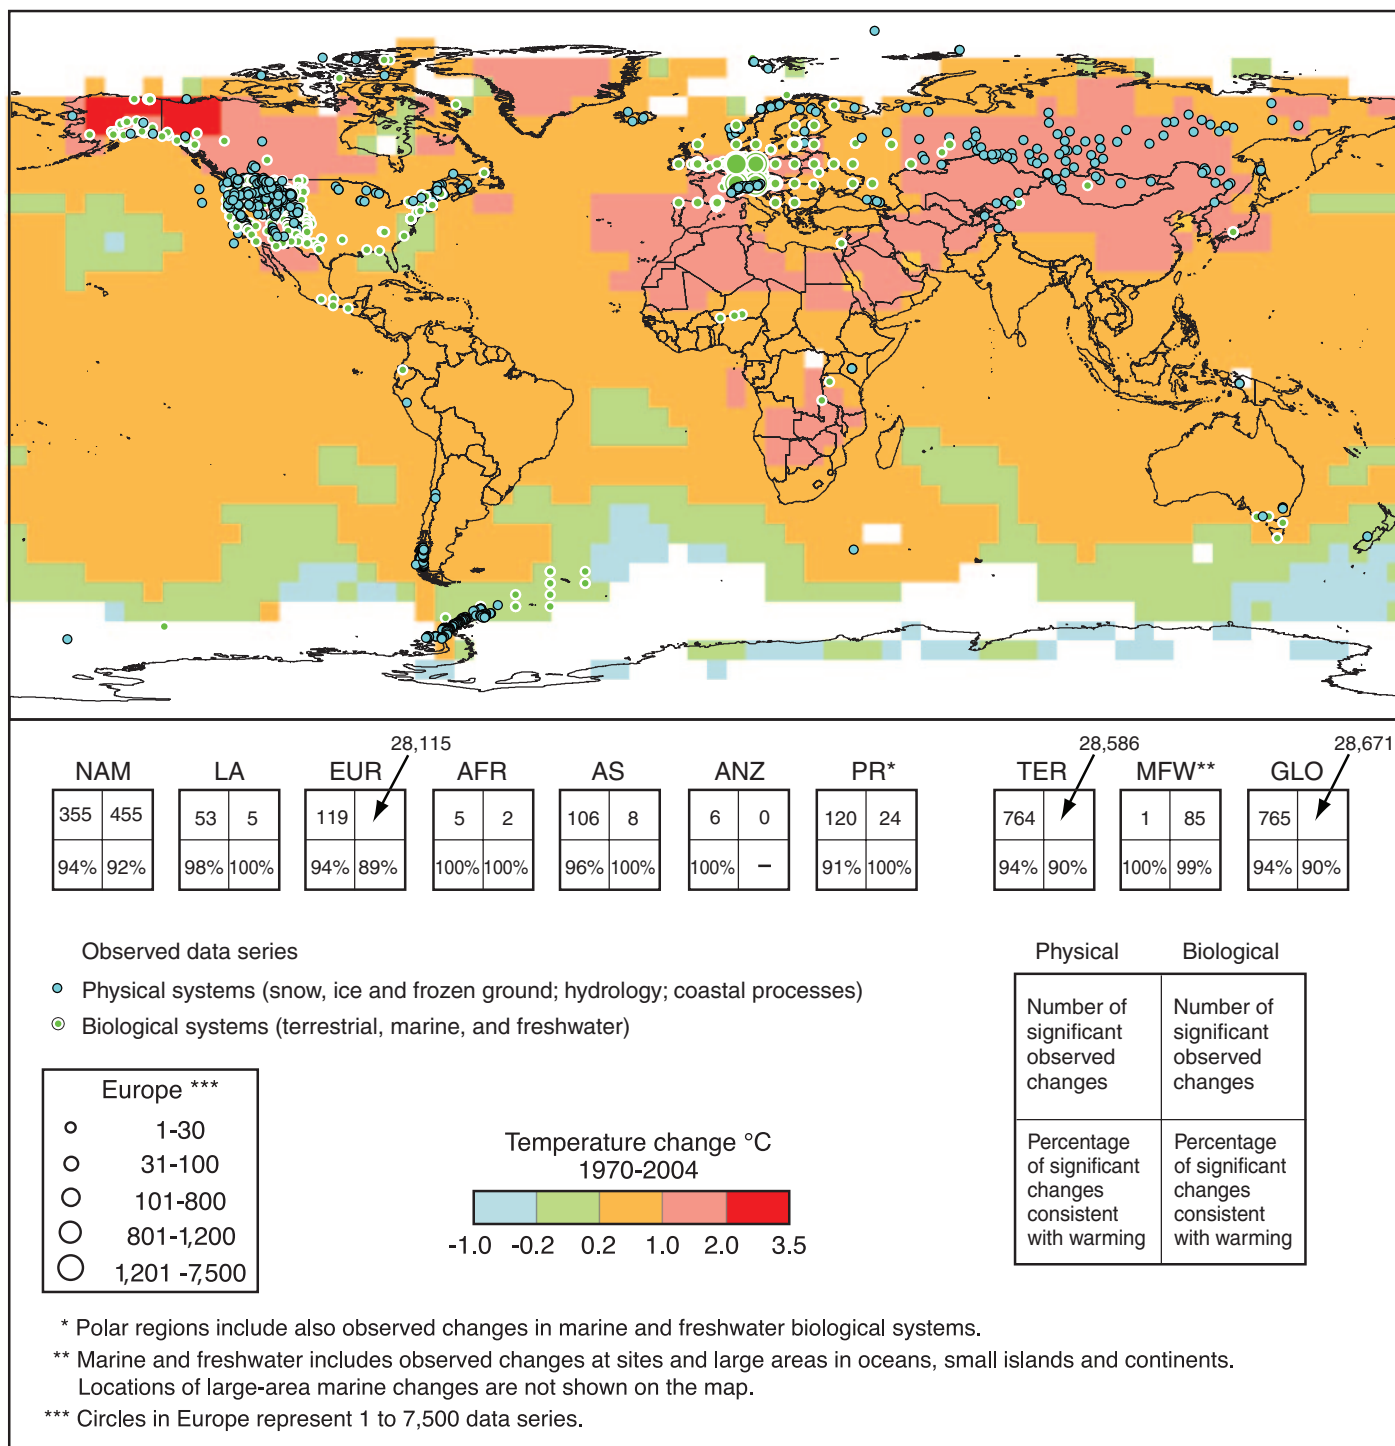 28,115
28,586
28,671
NAM LA EUR AFR AS ANZ PR* TER MFW** GLO
355 455 53 5 119 5 2 106 8 6 0 120 24 764 1 85 765
94% 92% 98% 100% 94% 89% 100% 100% 96% 100% 100% – 91% 100% 94% 90% 100% 99% 94% 90%
Observed data series
Physical systems (snow, ice and frozen ground; hydrology; coastal processes)
Biological systems (terrestrial, marine, and freshwater)
Europe ***
1-30
31-100
101-800
801-1,200
1,201 -7,500
Temperature change °C
1970-2004
-1.0 -0.2 0.2 1.0 2.0 3.5
Physical Biological
Number of Number of
significant significant
observed observed
changes changes
Percentage Percentage
of significant of significant
changes changes
consistent consistent
with warming with warming
* Polar regions include also observed changes in marine and freshwater biological systems.
** Marine and freshwater includes observed changes at sites and large areas in oceans, small islands and continents.
Locations of large-area marine changes are not shown on the map.
*** Circles in Europe represent 1 to 7,500 data series.